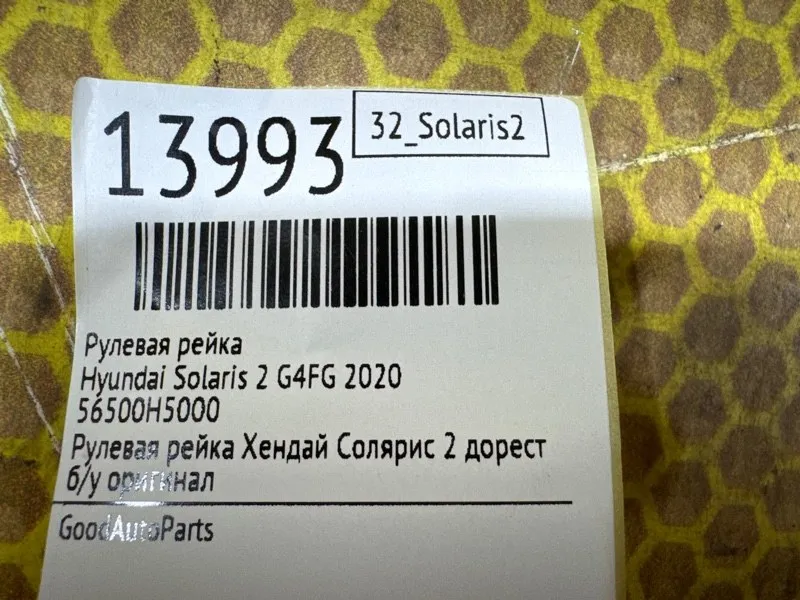 13993
32_Solaris2
Рулевая рейка
Hyundai Solaris 2 G4FG 2020
56500H5000
Рулевая рейка Хендай Солярис 2 дорест
б/у оригинал
GoodAutoParts